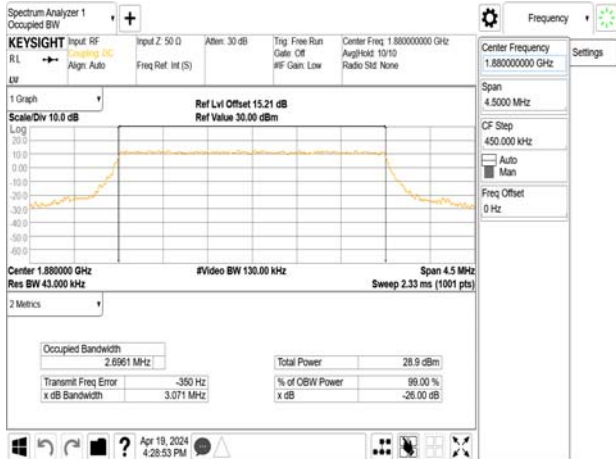 Spectrum Analyzer 1
Occupied BW
+
Frequency
KEYSIGHT
RL
Input: RF
Coupling: DC
Align: Auto
Input Z: 50 Ω
Freq Ref: Int (S)
Atten: 30 dB
Trig: Free Run
Gate: Off
#IF Gain: Low
Center Freq: 1.880000000 GHz
Avg|Hold: 10/10
Radio Std: None
Center Frequency
1.880000000 GHz
Settings
Span
4.5000 MHz
CF Step
450.000 kHz
Auto
Man
Freq Offset
0 Hz
1 Graph
Scale/Div 10.0 dB
Ref Lvl Offset 15.21 dB
Ref Value 30.00 dBm
Log
20.0
10.0
0.00
-10.0
-20.0
-30.0
-40.0
-50.0
-60.0
Center 1.880000 GHz
Res BW 43.000 kHz
#Video BW 130.00 kHz
Span 4.5 MHz
Sweep 2.33 ms (1001 pts)
2 Metrics
Occupied Bandwidth
2.6961 MHz
Transmit Freq Error -350 Hz
x dB Bandwidth 3.071 MHz
Total Power 28.9 dBm
% of OBW Power 99.00 %
x dB -26.00 dB
?
Apr 19, 2024
4:28:53 PM